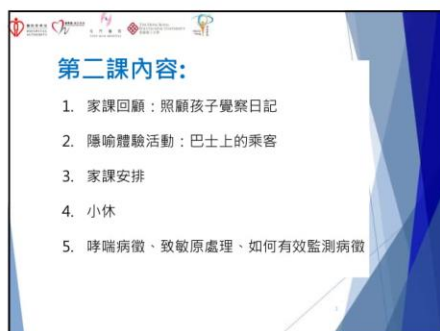 第二課內容:
1. 家課回顧：照顧孩子覺察日記
2. 隱喻體驗活動：巴士上的乘客
3. 家課安排
4. 小休
5. 哮喘病徵、致敏原處理、如何有效監測病徵